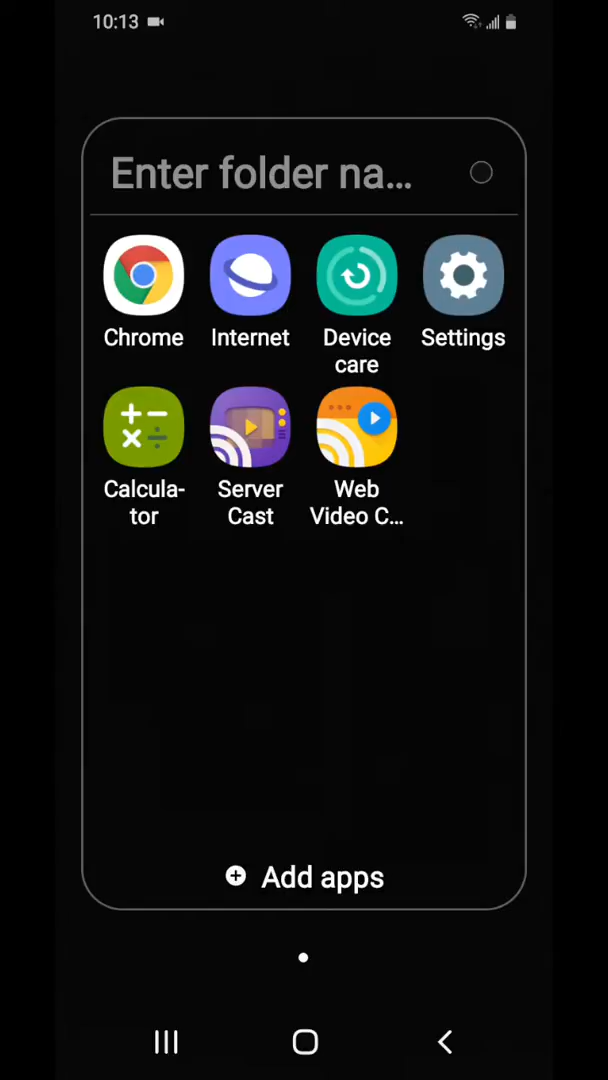 10:13
Enter folder na...
Chrome
Internet
Device
care
Settings
Calcula-
tor
Server
Cast
Web
Video C...
Add apps